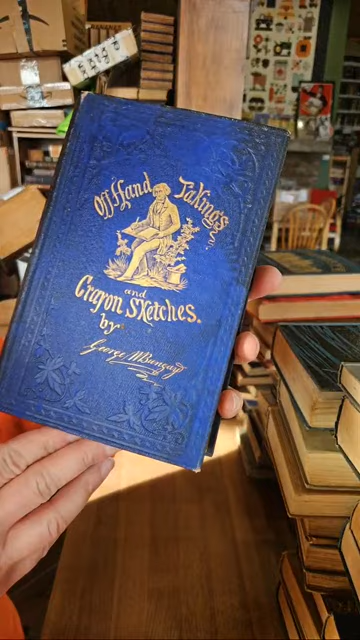 Off Hand Takings
and
Crayon Sketches.
by
George W Bungay